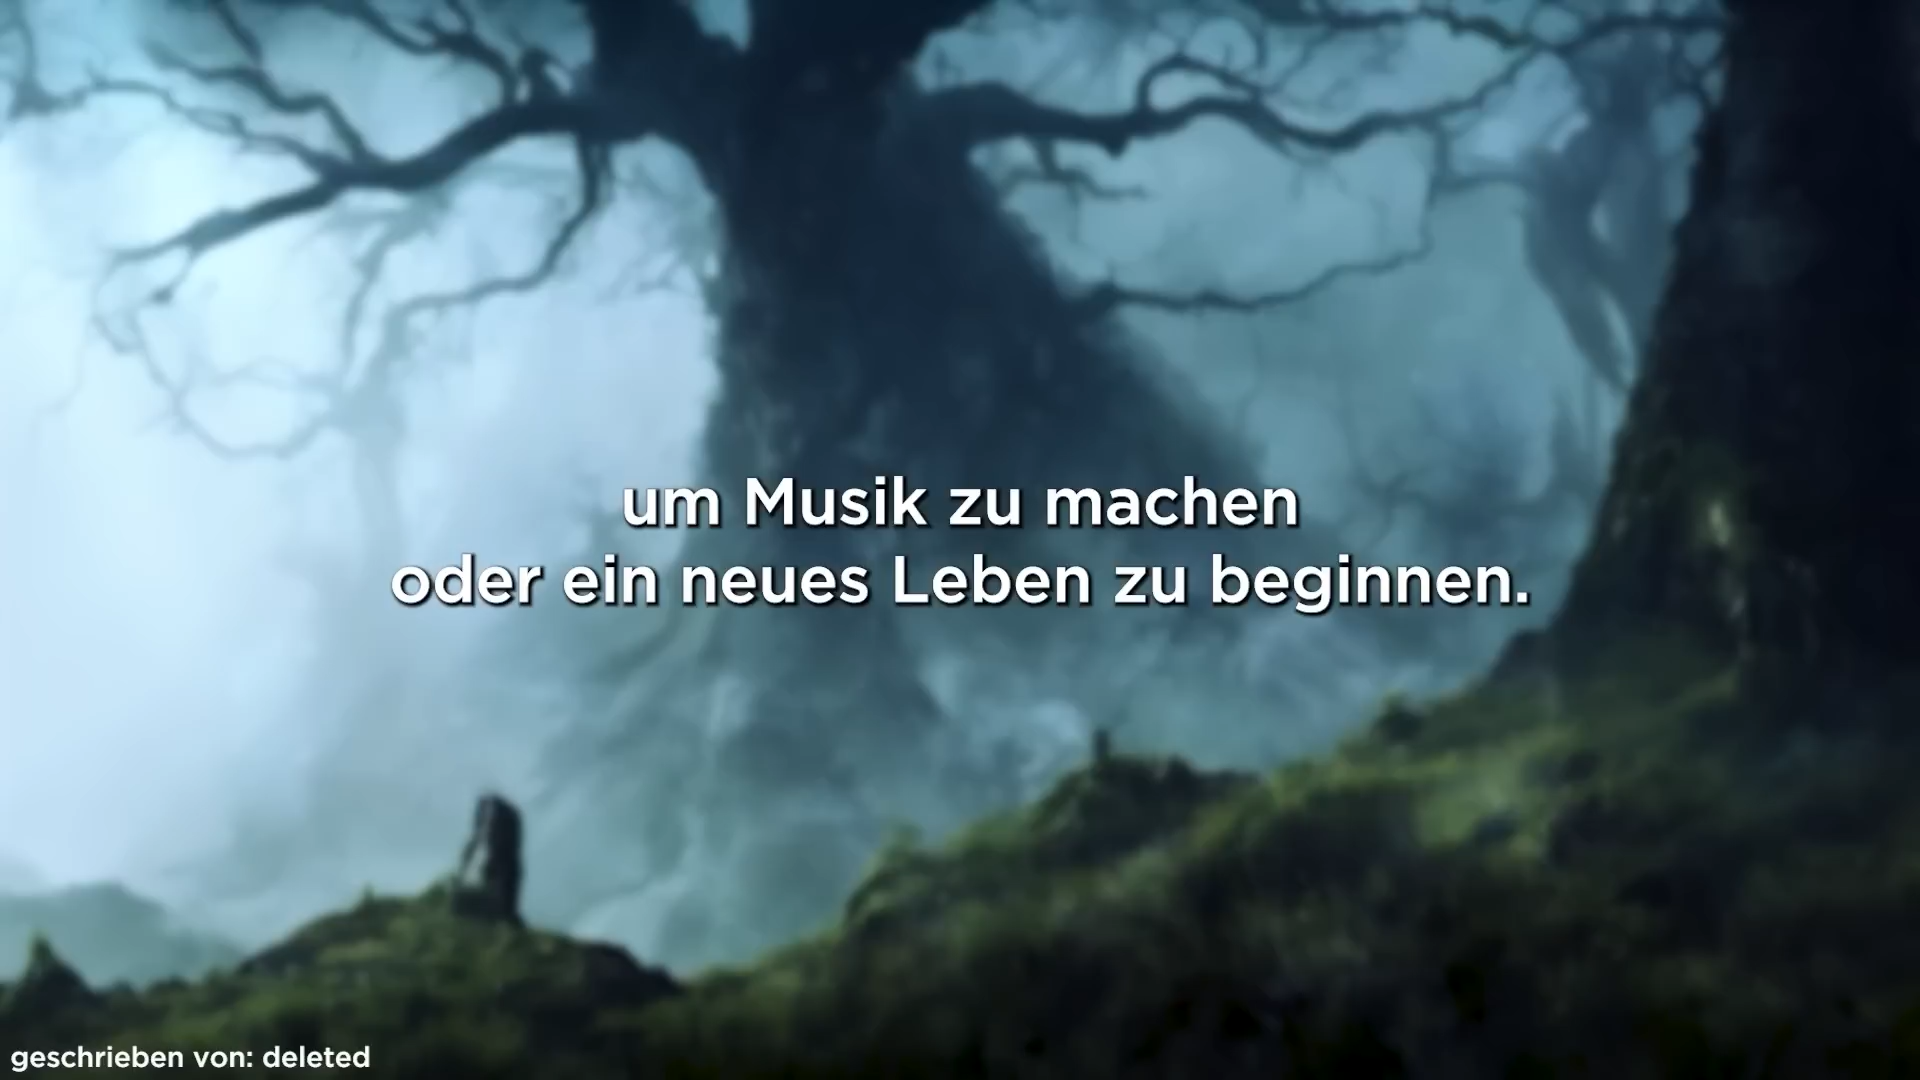 um Musik zu machen
oder ein neues Leben zu beginnen.
geschrieben von: deleted